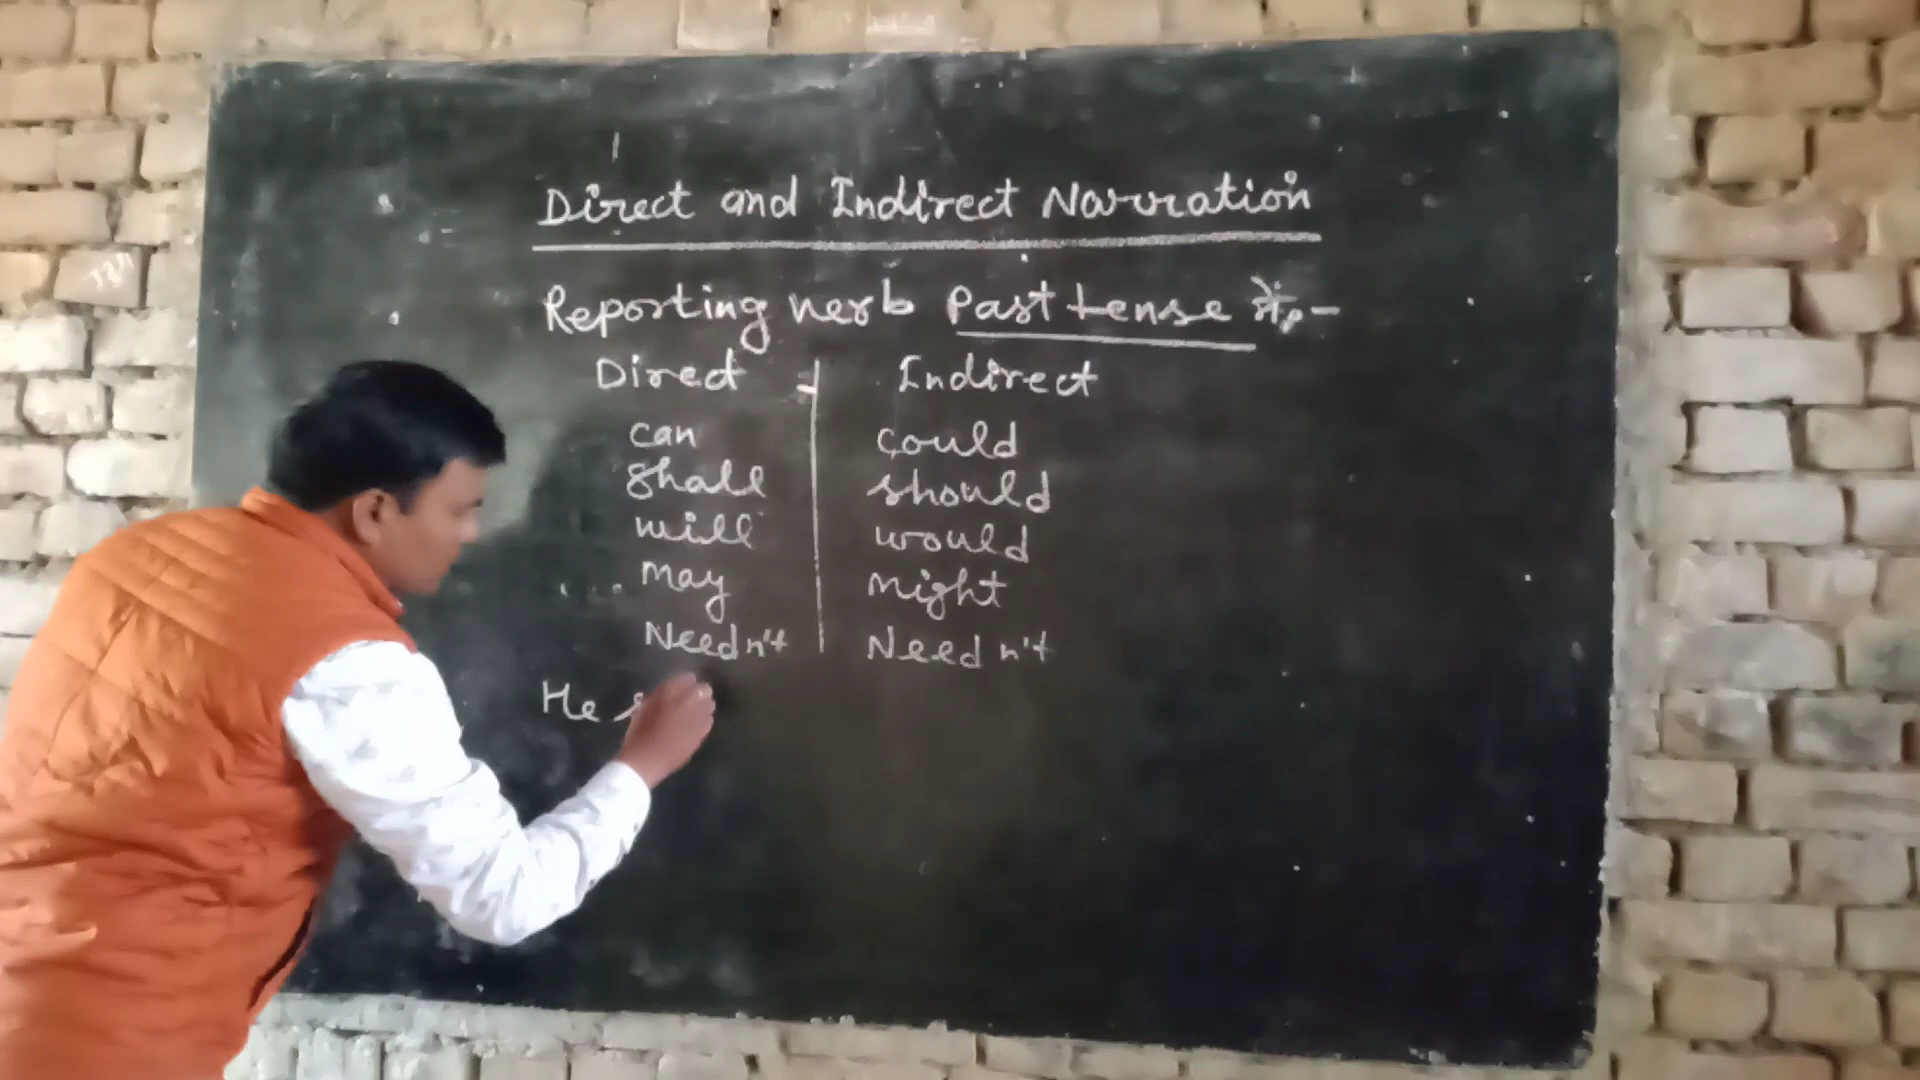 Direct and Indirect Narration
Reporting verb Past tense में,-
Direct Indirect
can could
shall should
will would
may might
Needn't Need n't
He